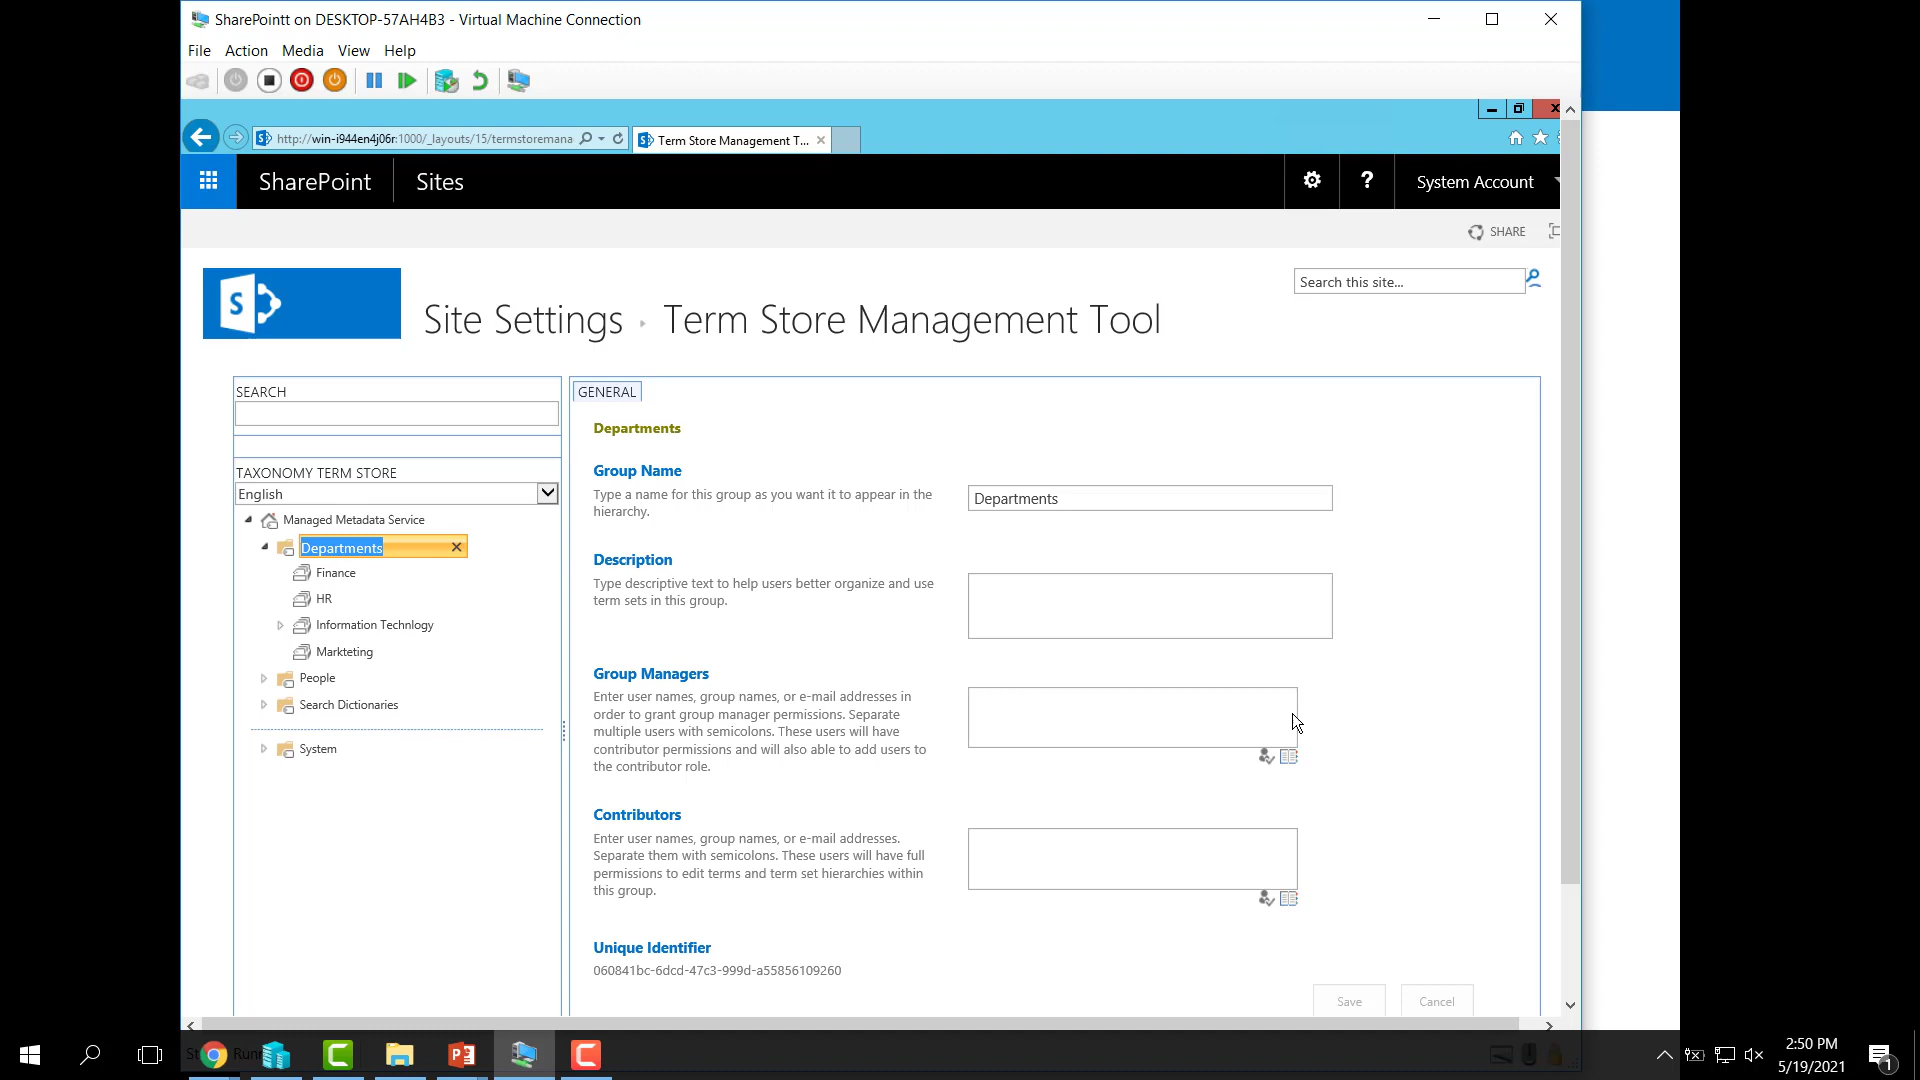 SharePointt on DESKTOP-57AH4B3 - Virtual Machine Connection
File Action Media View Help
http://win-i944en4j06r:1000/_layouts/15/termstoremana
Term Store Management T...
SharePoint Sites
? System Account
SHARE
Search this site...
Site Settings Term Store Management Tool
SEARCH
TAXONOMY TERM STORE
English
Managed Metadata Service
Departments
Finance
HR
Information Technlogy
Markteting
People
Search Dictionaries
System
GENERAL
Departments
Group Name
Type a name for this group as you want it to appear in the
hierarchy.
Departments
Description
Type descriptive text to help users better organize and use
term sets in this group.
Group Managers
Enter user names, group names, or e-mail addresses in
order to grant group manager permissions. Separate
multiple users with semicolons. These users will have
contributor permissions and will also able to add users to
the contributor role.
Contributors
Enter user names, group names, or e-mail addresses.
Separate them with semicolons. These users will have full
permissions to edit terms and term set hierarchies within
this group.
Unique Identifier
060841bc-6dcd-47c3-999d-a55856109260
Save Cancel
2:50 PM
5/19/2021
1